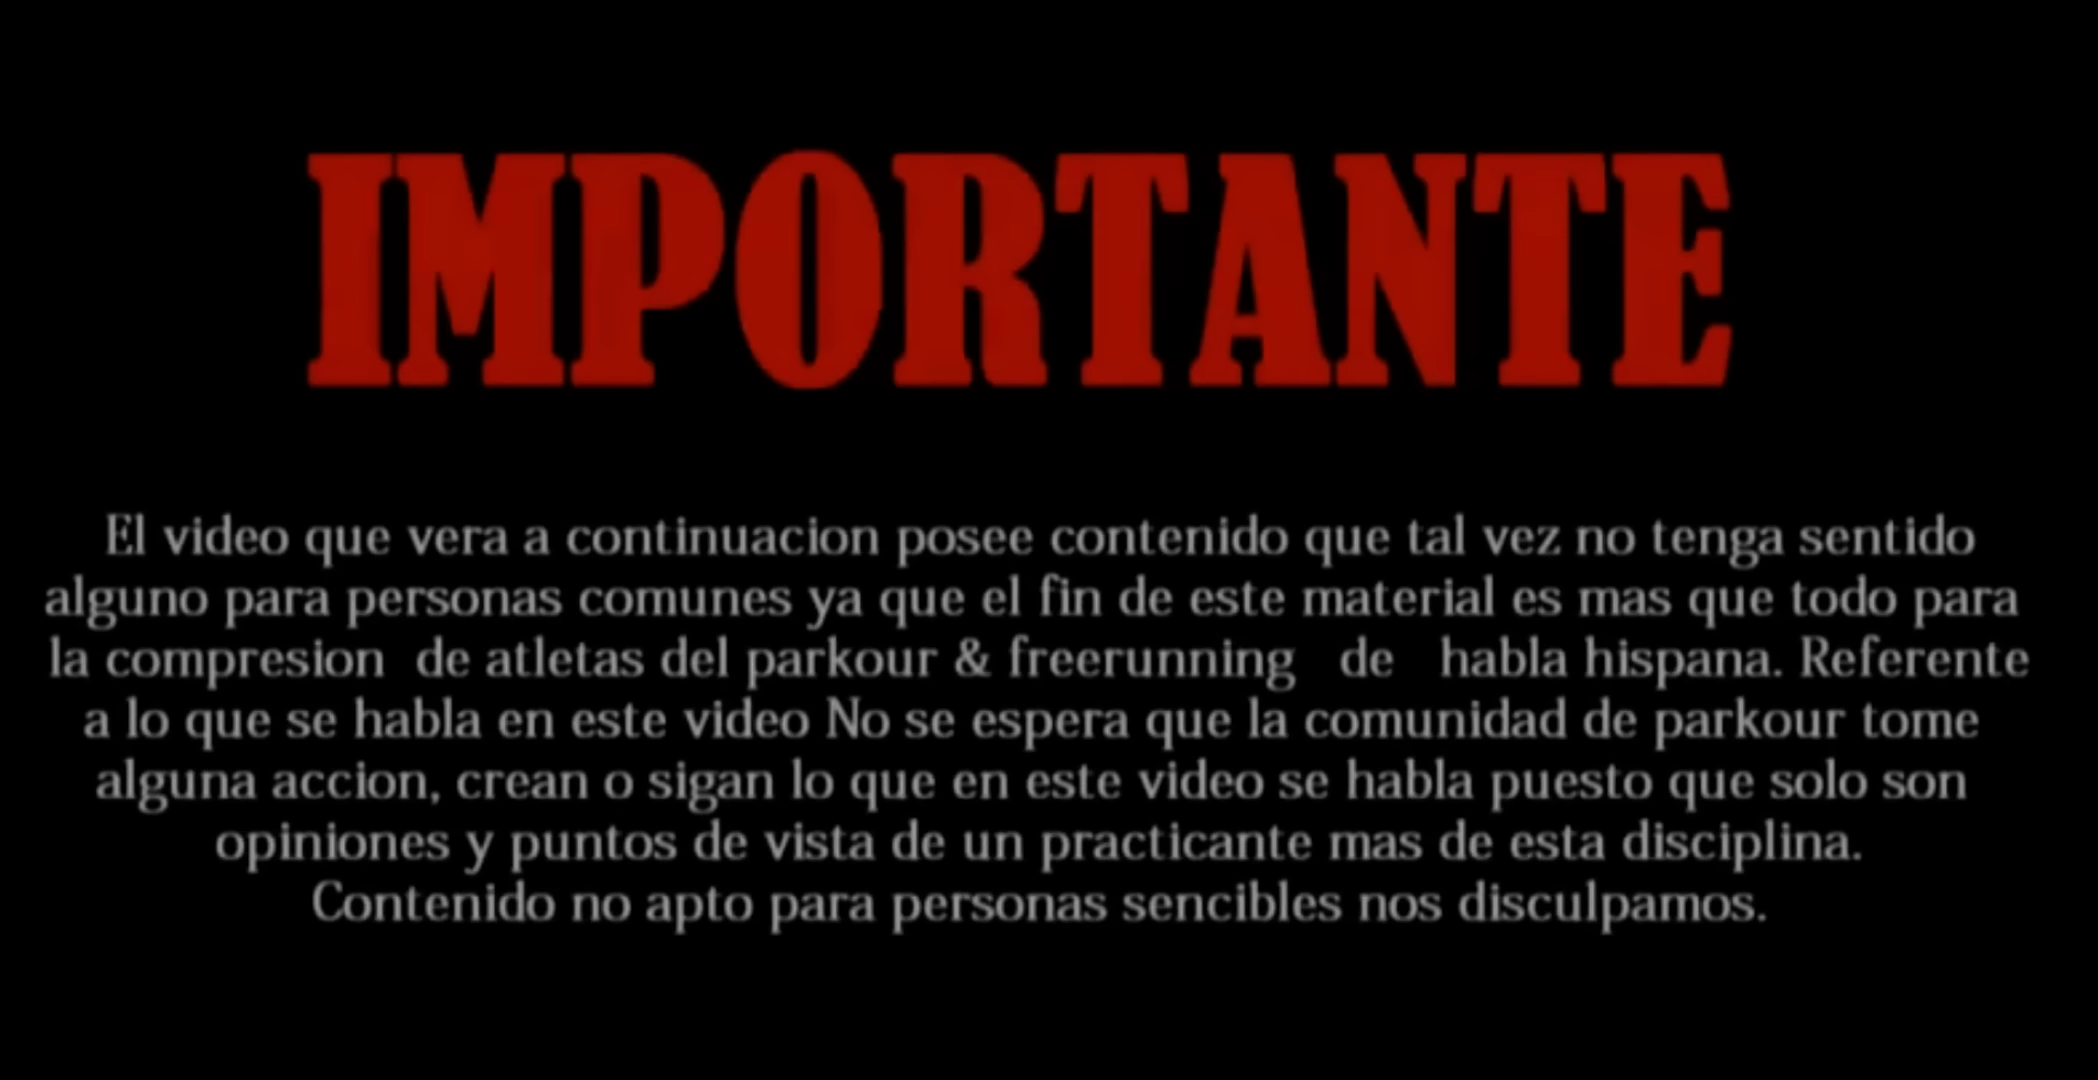 IMPORTANTE
El video que vera a continuacion posee contenido que tal vez no tenga sentido
alguno para personas comunes ya que el fin de este material es mas que todo para
la compresion de atletas del parkour & freerunning de habla hispana. Referente
a lo que se habla en este video No se espera que la comunidad de parkour tome
alguna accion, crean o sigan lo que en este video se habla puesto que solo son
opiniones y puntos de vista de un practicante mas de esta disciplina.
Contenido no apto para personas sencibles nos disculpamos.